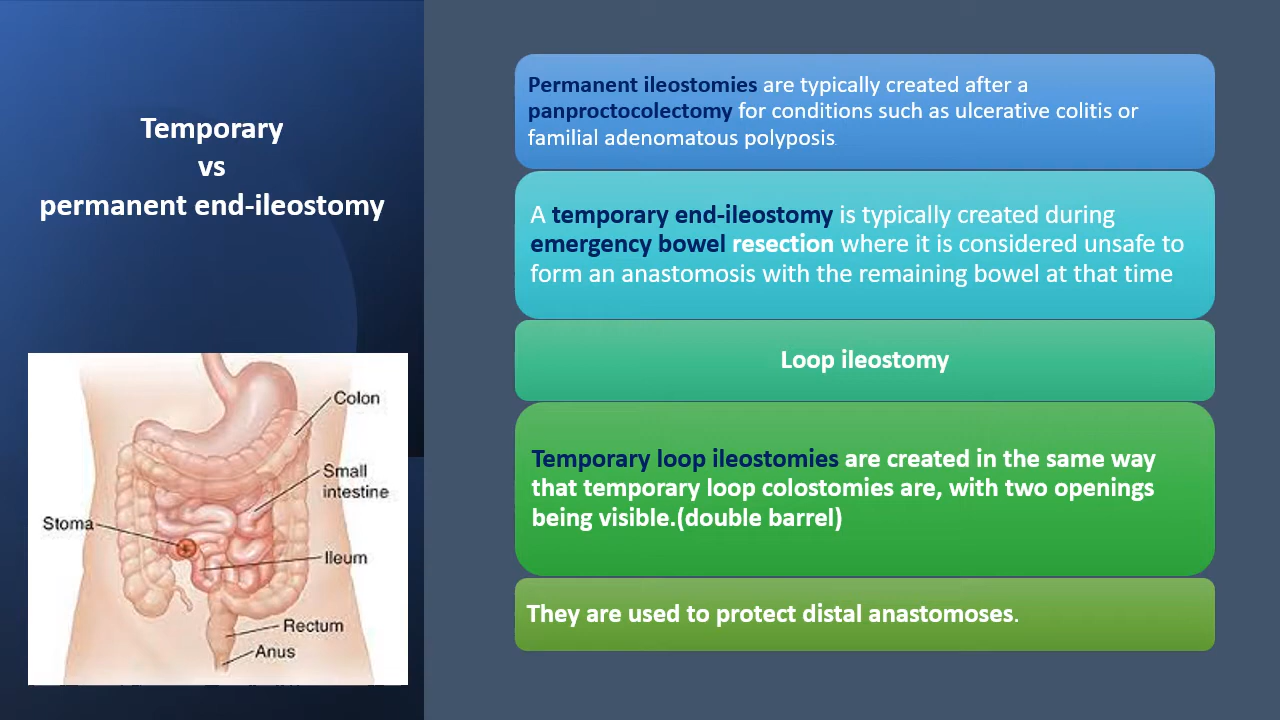 Temporary
vs
permanent end-ileostomy
Colon
Small
intestine
Stoma
Ileum
Rectum
Anus
Permanent ileostomies are typically created after a
panproctocolectomy for conditions such as ulcerative colitis or
familial adenomatous polyposis.
A temporary end-ileostomy is typically created during
emergency bowel resection where it is considered unsafe to
form an anastomosis with the remaining bowel at that time
Loop ileostomy
Temporary loop ileostomies are created in the same way
that temporary loop colostomies are, with two openings
being visible.(double barrel)
They are used to protect distal anastomoses.